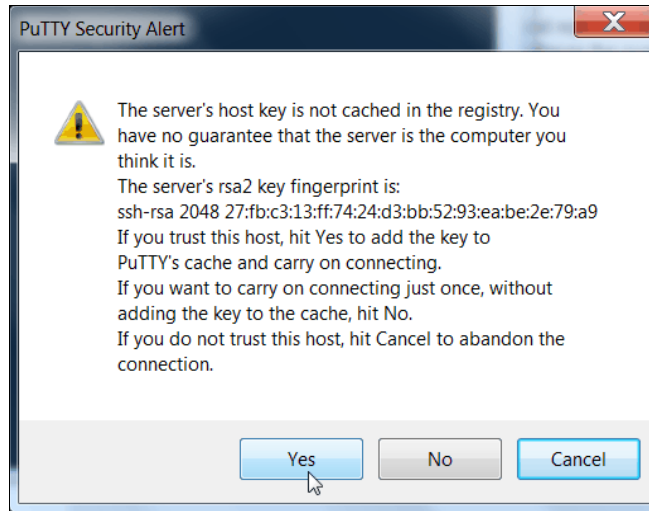 PuTTY Security Alert
The server's host key is not cached in the registry. You
have no guarantee that the server is the computer you
think it is.
The server's rsa2 key fingerprint is:
ssh-rsa 2048 27:fb:c3:13:ff:74:24:d3:bb:52:93:ea:be:2e:79:a9
If you trust this host, hit Yes to add the key to
PuTTY's cache and carry on connecting.
If you want to carry on connecting just once, without
adding the key to the cache, hit No.
If you do not trust this host, hit Cancel to abandon the
connection.
Yes No Cancel